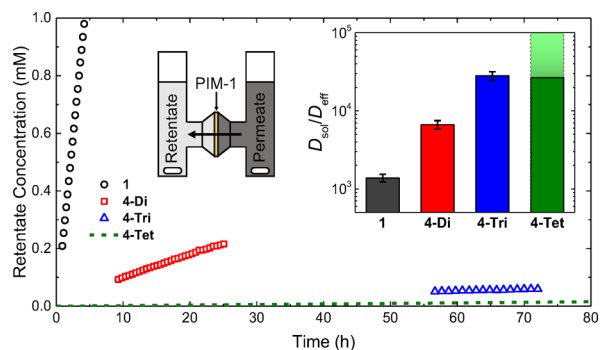 Retentate Concentration (mM)
1.0
0.8
0.6
0.4
0.2
0.0
0
10
20
30
40
50
60
70
80
Time (h)
1
4-Di
4-Tri
4-Tet
PIM-1
Retentate
Permeate
Dsol/Deff
10^5
10^4
10^3
1
4-Di
4-Tri
4-Tet